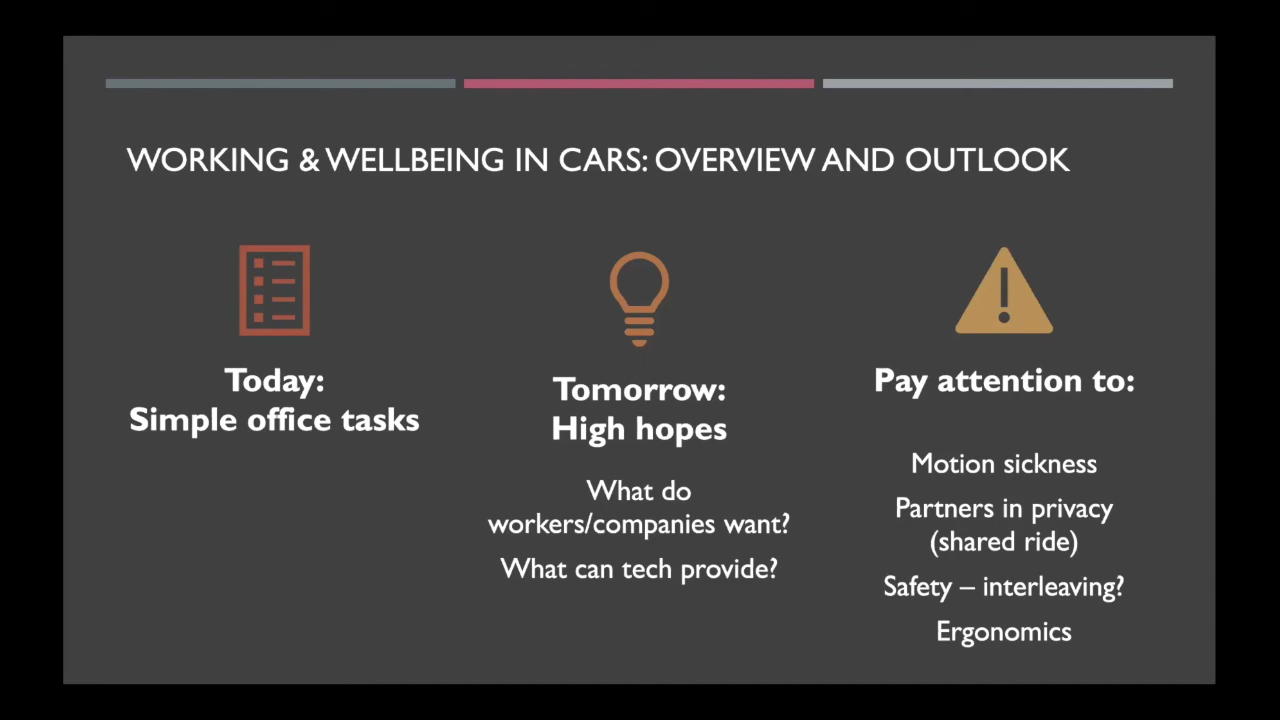 WORKING & WELLBEING IN CARS: OVERVIEW AND OUTLOOK
Today:
Simple office tasks
Tomorrow:
High hopes
What do
workers/companies want?
What can tech provide?
Pay attention to:
Motion sickness
Partners in privacy
(shared ride)
Safety – interleaving?
Ergonomics